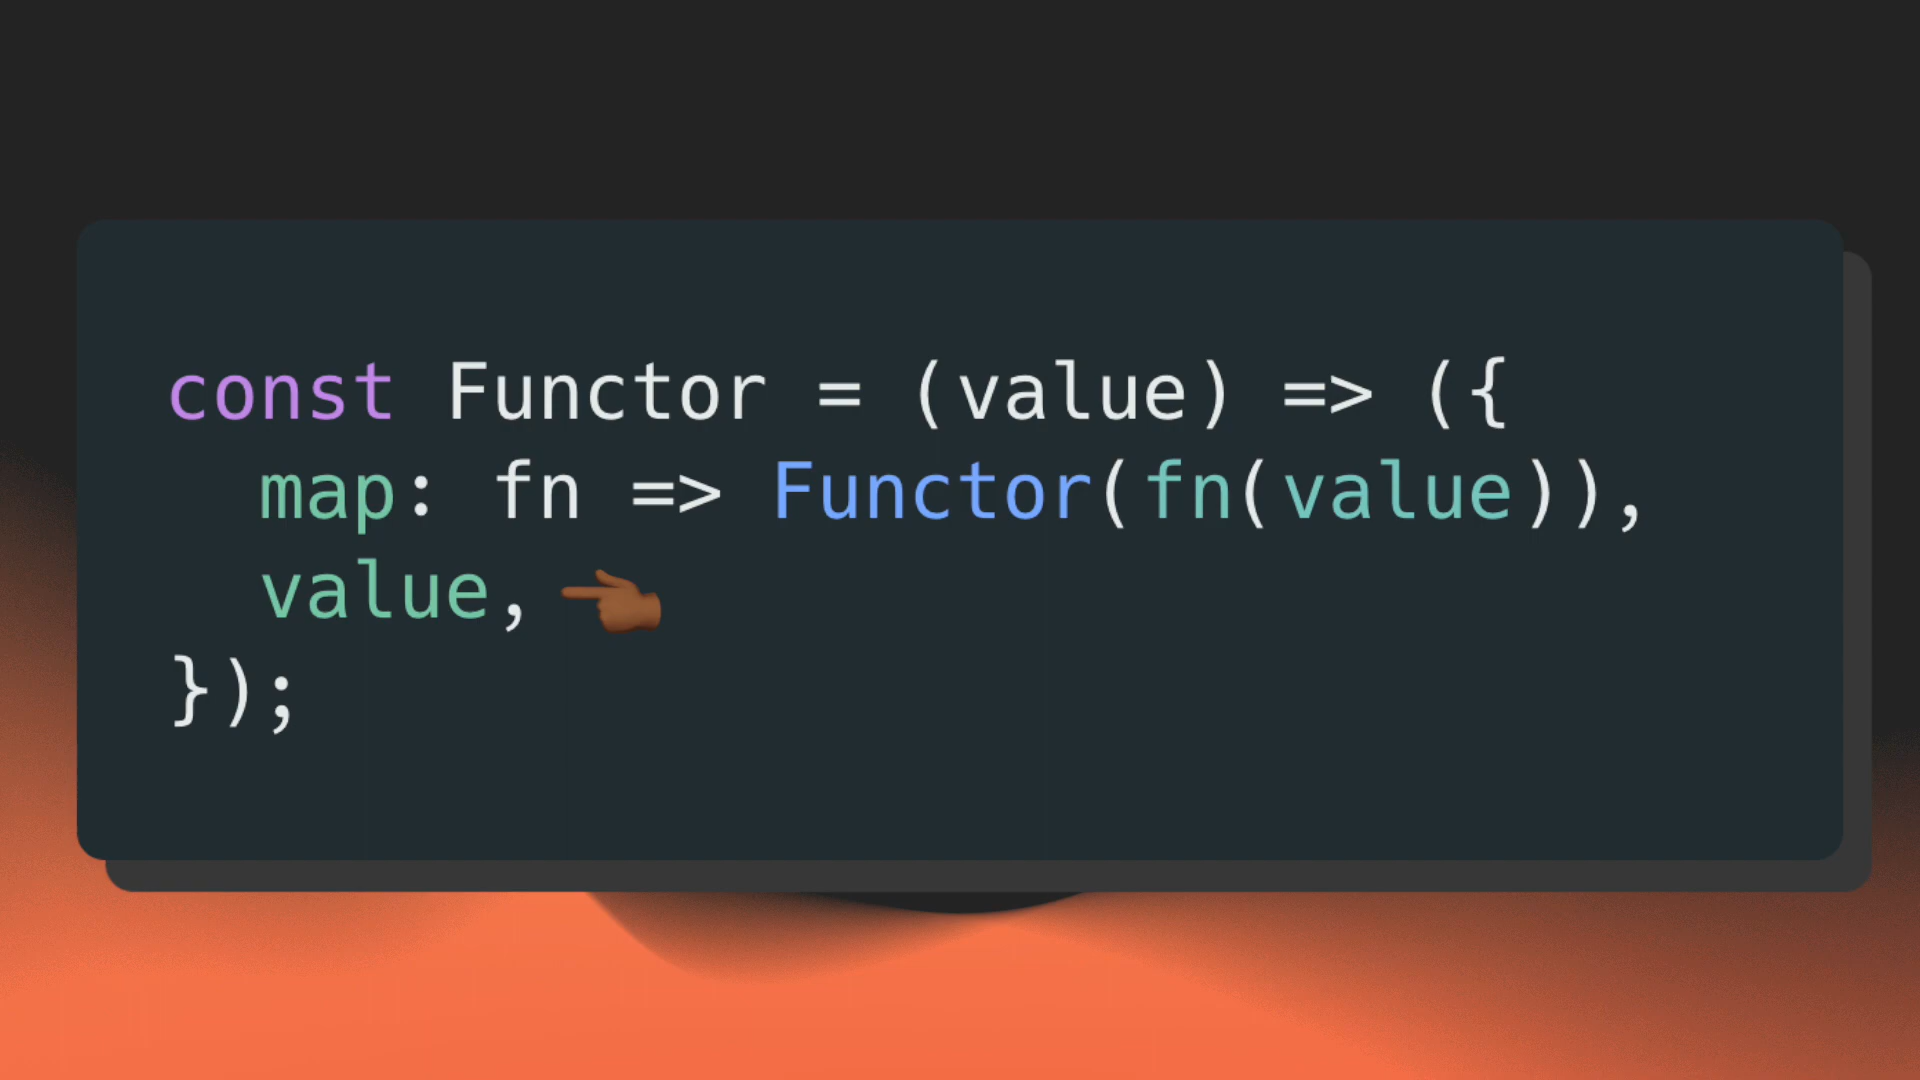 const Functor = (value) => ({
  map: fn => Functor(fn(value)),
  value,
});